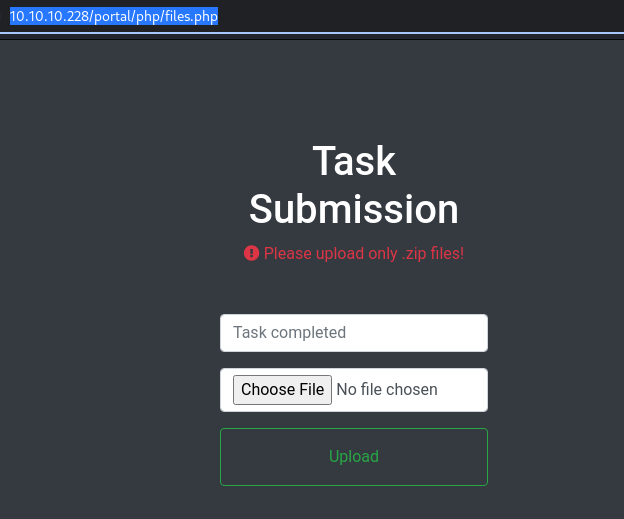 10.10.10.228/portal/php/files.php
Task
Submission
Please upload only .zip files!
Task completed
Choose File No file chosen
Upload